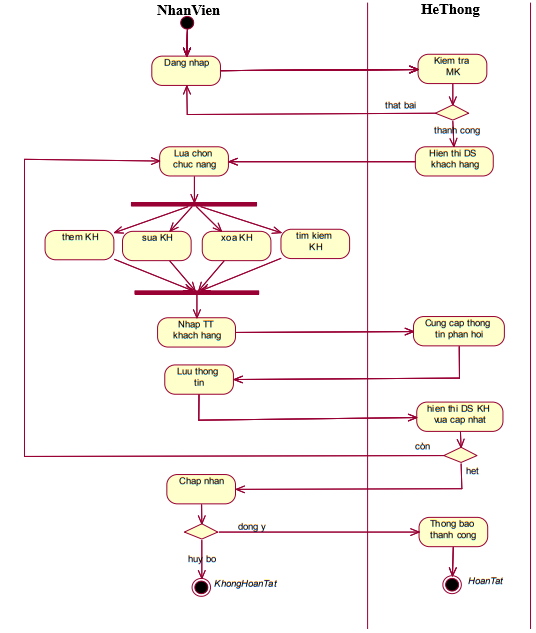 NhanVien
HeThong
Dang nhap
Kiem tra
MK
that bai
thanh cong
Lua chon
chuc nang
Hien thi DS
khach hang
them KH
sua KH
xoa KH
tim kiem
KH
Nhap TT
khach hang
Cung cap thong
tin phan hoi
Luu thong
tin
hien thi DS KH
vua cap nhat
còn
het
Chap nhan
dong y
Thong bao
thanh cong
huy bo
KhongHoanTat
HoanTat